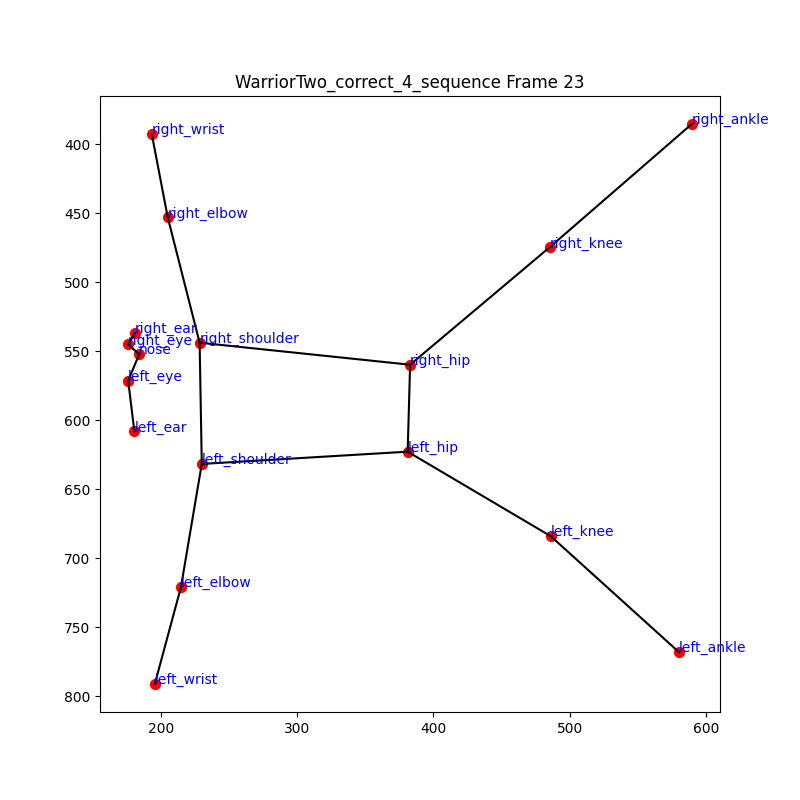 WarriorTwo_correct_4_sequence Frame 23
right_ankle
right_wrist
400
right_elbow
450
right_knee
500
right_ear
right_eye
right_shoulder
nose
550
right_hip
left_eye
600
left_ear
left_hip
left_shoulder
650
left_knee
700
left_elbow
left_ankle
750
left_wrist
800
200 300 400 500 600